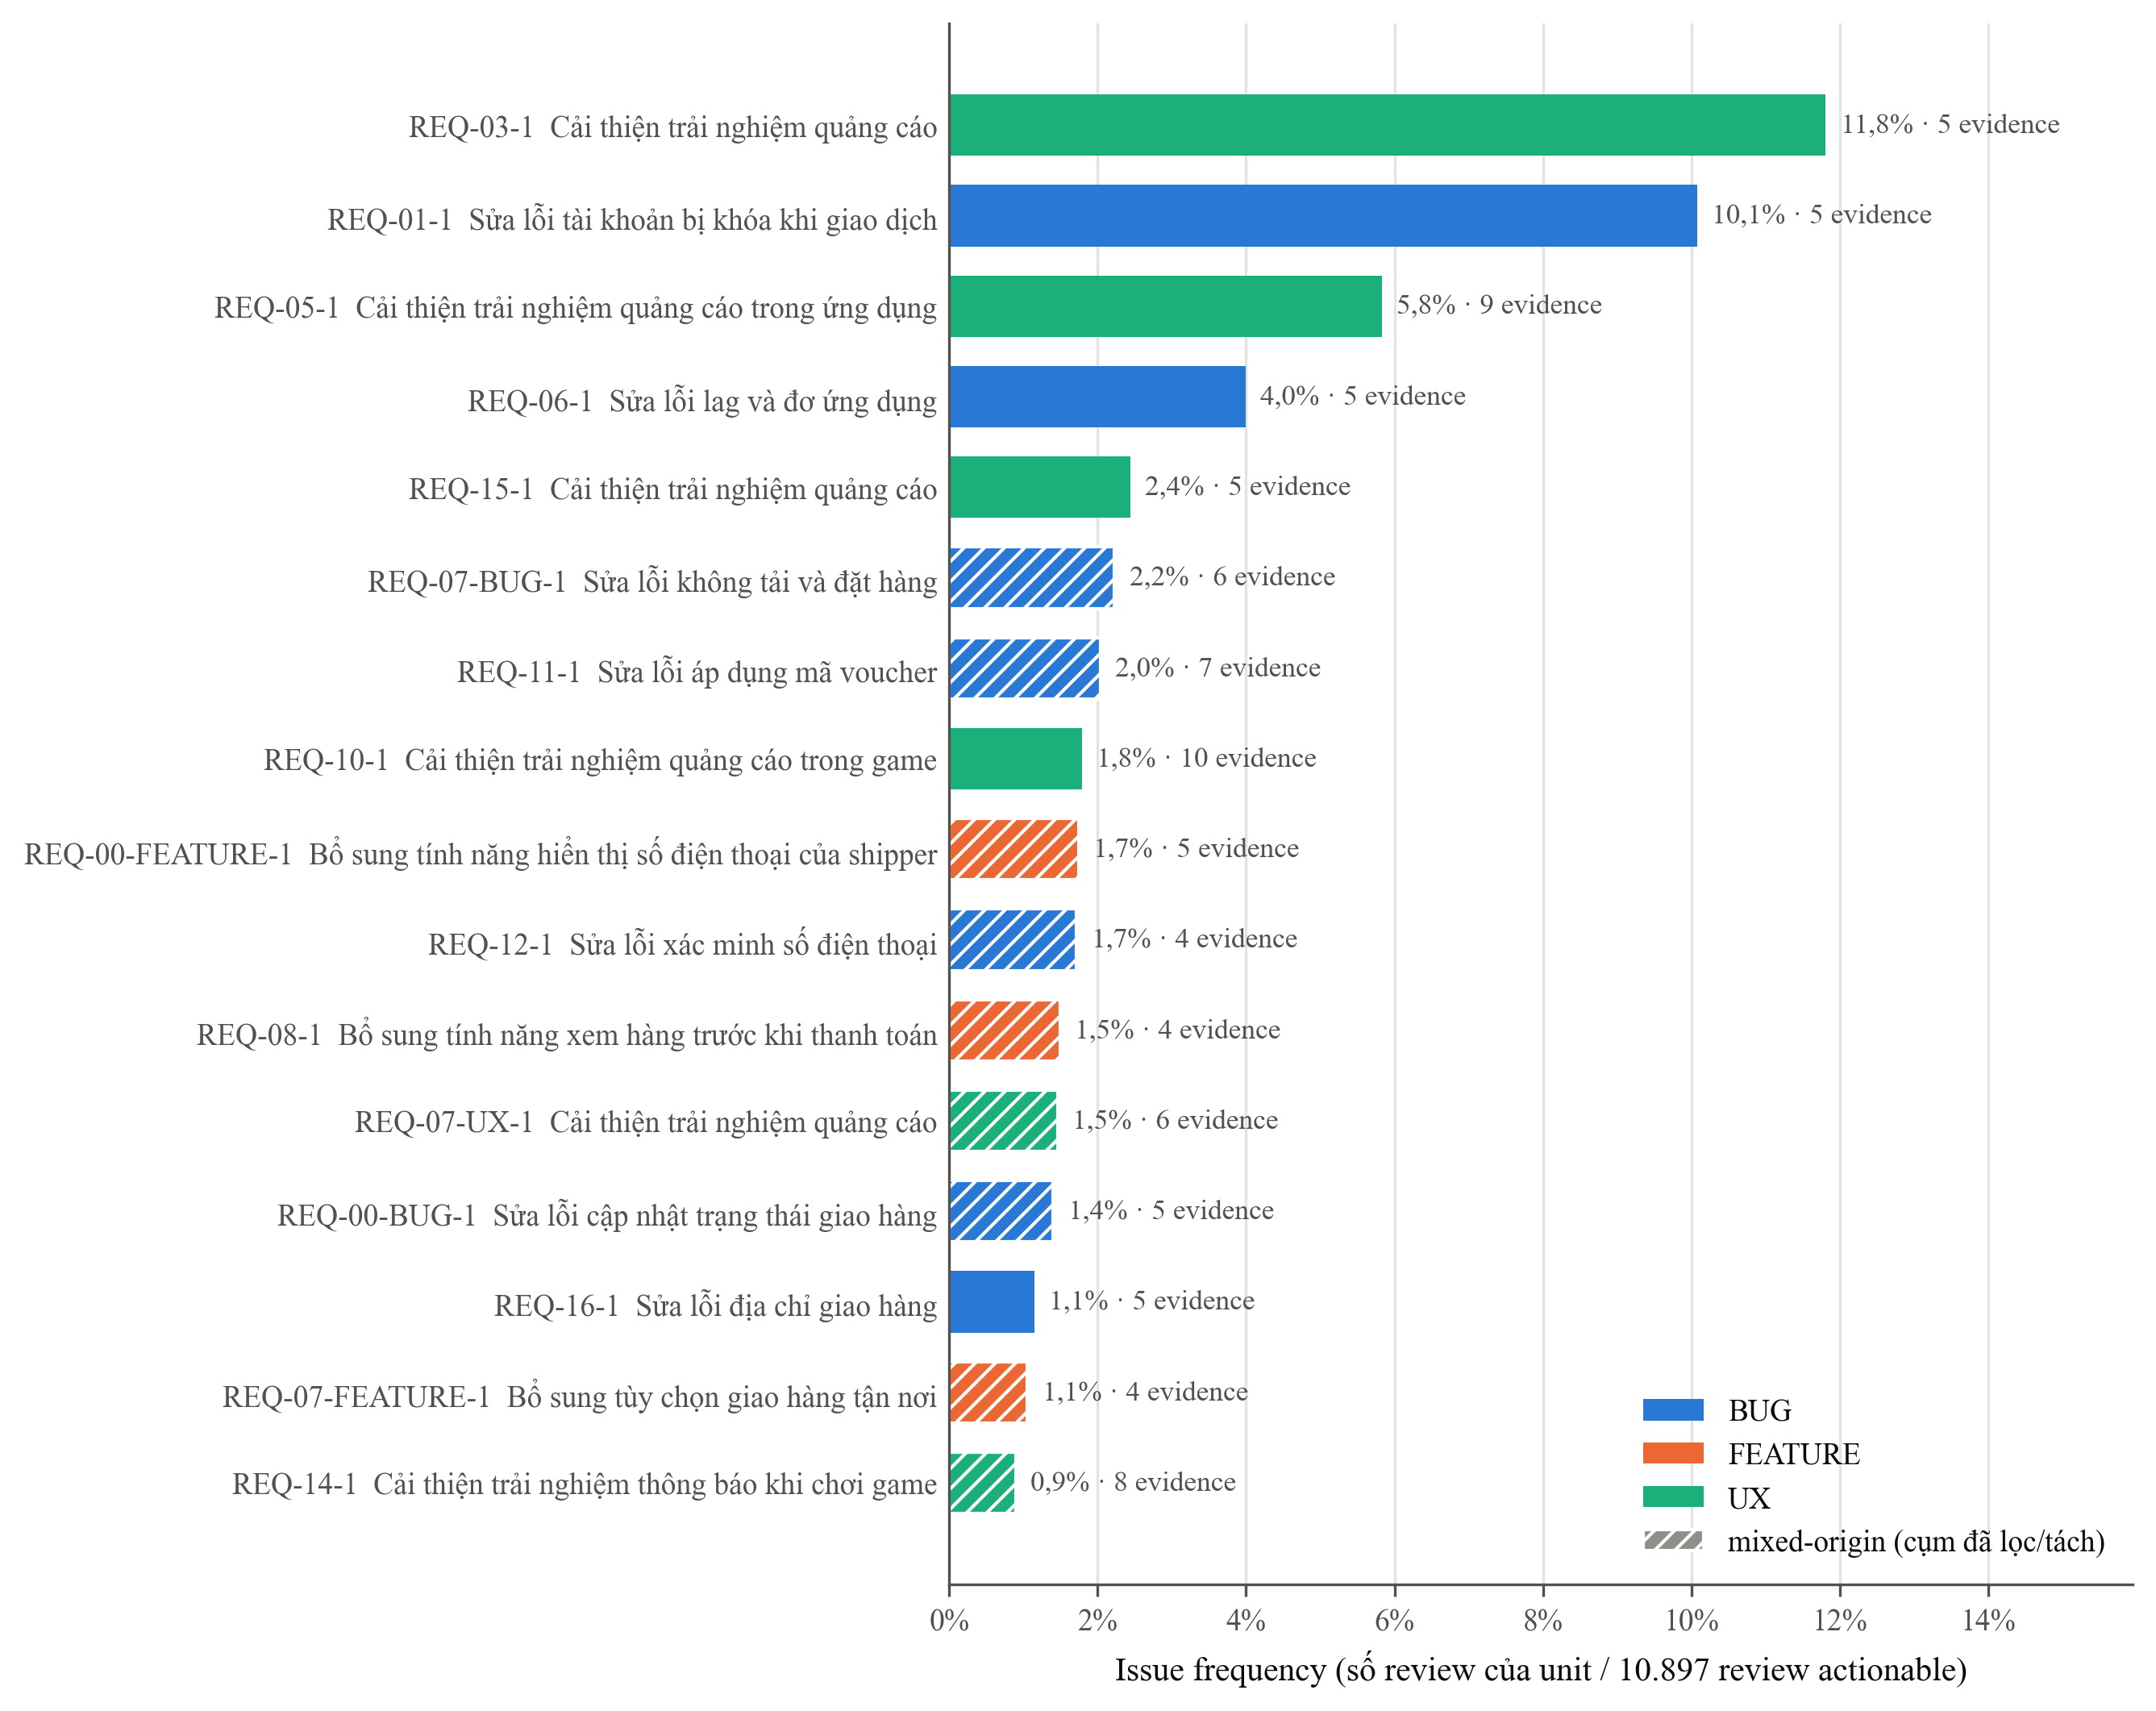 REQ-03-1 Cải thiện trải nghiệm quảng cáo 11,8% · 5 evidence
REQ-01-1 Sửa lỗi tài khoản bị khóa khi giao dịch 10,1% · 5 evidence
REQ-05-1 Cải thiện trải nghiệm quảng cáo trong ứng dụng 5,8% · 9 evidence
REQ-06-1 Sửa lỗi lag và đơ ứng dụng 4,0% · 5 evidence
REQ-15-1 Cải thiện trải nghiệm quảng cáo 2,4% · 5 evidence
REQ-07-BUG-1 Sửa lỗi không tải và đặt hàng 2,2% · 6 evidence
REQ-11-1 Sửa lỗi áp dụng mã voucher 2,0% · 7 evidence
REQ-10-1 Cải thiện trải nghiệm quảng cáo trong game 1,8% · 10 evidence
REQ-00-FEATURE-1 Bổ sung tính năng hiển thị số điện thoại của shipper 1,7% · 5 evidence
REQ-12-1 Sửa lỗi xác minh số điện thoại 1,7% · 4 evidence
REQ-08-1 Bổ sung tính năng xem hàng trước khi thanh toán 1,5% · 4 evidence
REQ-07-UX-1 Cải thiện trải nghiệm quảng cáo 1,5% · 6 evidence
REQ-00-BUG-1 Sửa lỗi cập nhật trạng thái giao hàng 1,4% · 5 evidence
REQ-16-1 Sửa lỗi địa chỉ giao hàng 1,1% · 5 evidence
REQ-07-FEATURE-1 Bổ sung tùy chọn giao hàng tận nơi 1,1% · 4 evidence
REQ-14-1 Cải thiện trải nghiệm thông báo khi chơi game 0,9% · 8 evidence
BUG
FEATURE
UX
mixed-origin (cụm đã lọc/tách)
0% 2% 4% 6% 8% 10% 12% 14%
Issue frequency (số review của unit / 10.897 review actionable)